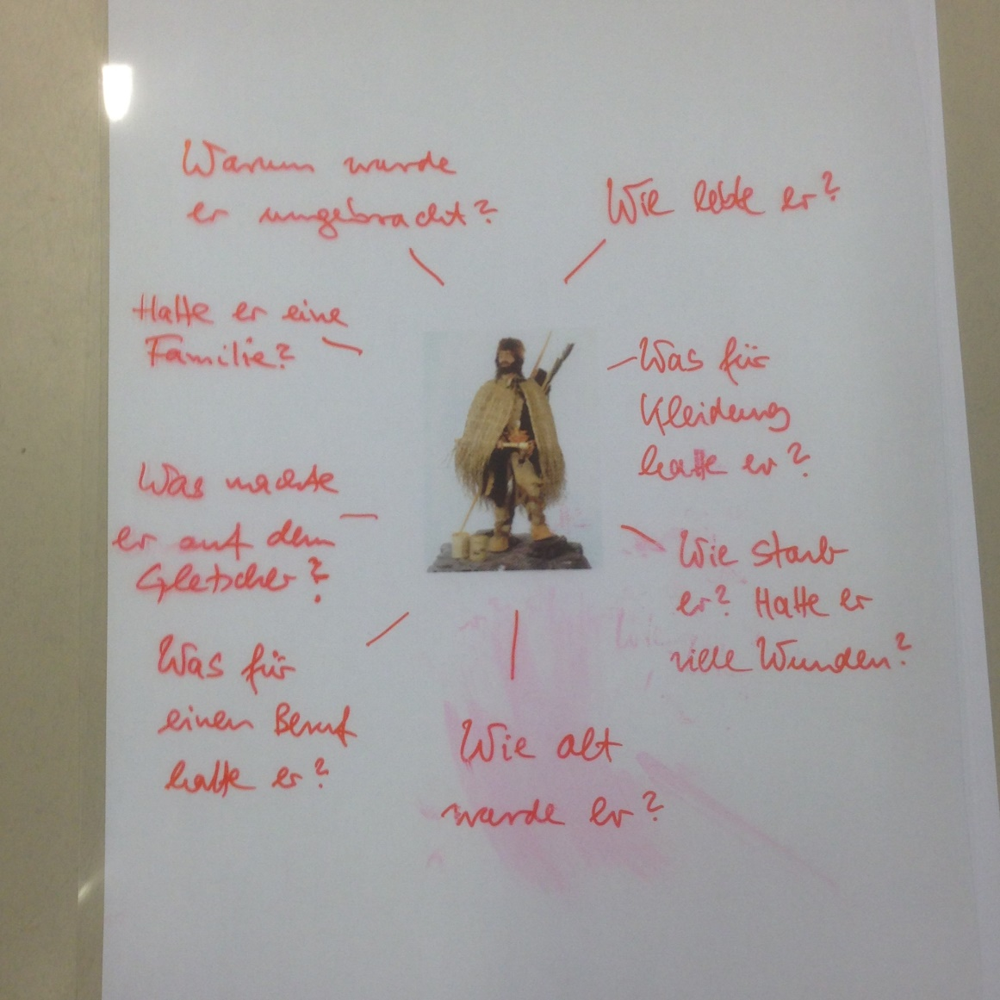 Warum wurde
er umgebracht?
Wie lebte er?
Hatte er eine
Familie?
Was für
Kleidung
hatte er?
Was machte
er auf dem
Gletscher?
Wie starb
er? Hatte er
viele Wunden?
Was für
einen Beruf
hatte er?
Wie alt
wurde er?